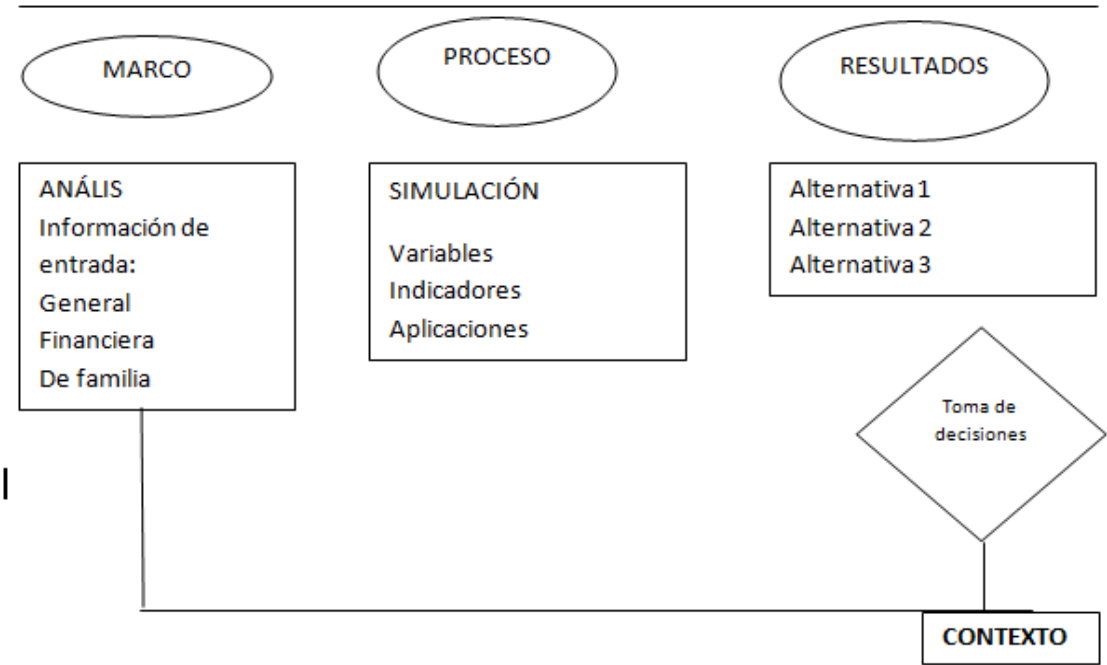 MARCO
PROCESO
RESULTADOS
ANÁLIS
Información de
entrada:
General
Financiera
De familia
SIMULACIÓN
Variables
Indicadores
Aplicaciones
Alternativa 1
Alternativa 2
Alternativa 3
Toma de
decisiones
CONTEXTO